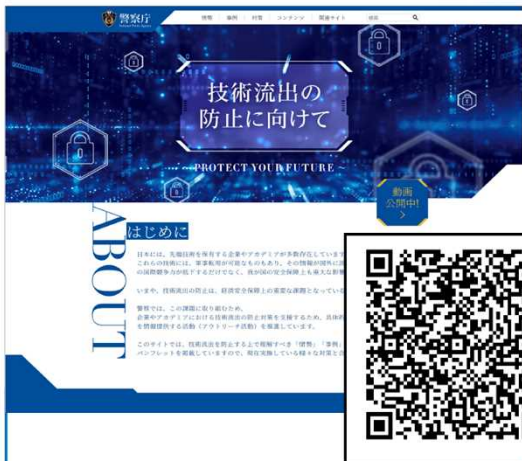 警察庁
National Police Agency
情勢 事例 対策 コンテンツ 関連サイト 検索
技術流出の
防止に向けて
～PROTECT YOUR FUTURE～
動画
公開中!
ABOUT
はじめに
日本には、先端技術を保有する企業やアカデミアが多数存在しています
これらの技術には、軍事転用が可能なものもあり、その情報が国外に流
の国際競争力が低下するだけでなく、我が国の安全保障上も重大な影響
いまや、技術流出の防止は、経済安全保障上の重要な課題となっている
警察では、この課題に取り組むため、
企業やアカデミアにおける技術流出の防止対策を支援するため、具体的
を情報提供する活動（アウトリーチ活動）を推進しています。
このサイトでは、技術流出を防止する上で理解すべき「情勢」「事例」
パンフレットを掲載していますので、現在実施している様々な対策と合